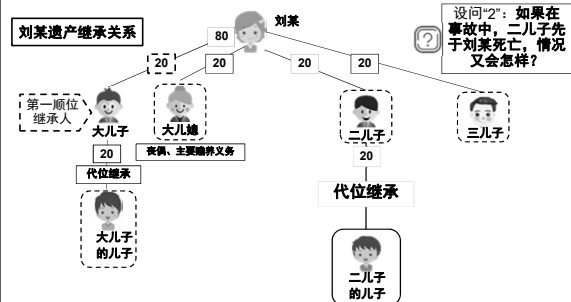 刘某遗产继承关系
刘某
设问“2”：如果在
事故中，二儿子先
于刘某死亡，情况
又会怎样？
80
20
20
20
20
第一顺位
继承人
大儿子
大儿媳
二儿子
三儿子
20
丧偶、主要赡养义务
20
代位继承
代位继承
大儿子
的儿子
二儿子
的儿子